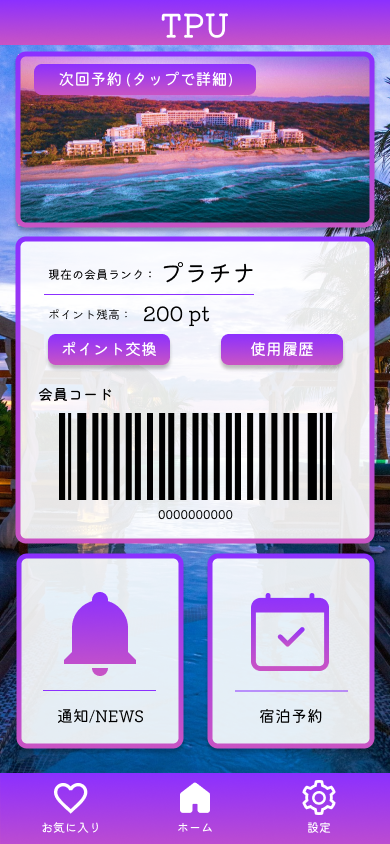 TPU
次回予約 (タップで詳細)
現在の会員ランク： プラチナ
ポイント残高： 200 pt
ポイント交換 使用履歴
会員コード
0000000000
通知/NEWS 宿泊予約
お気に入り ホーム 設定